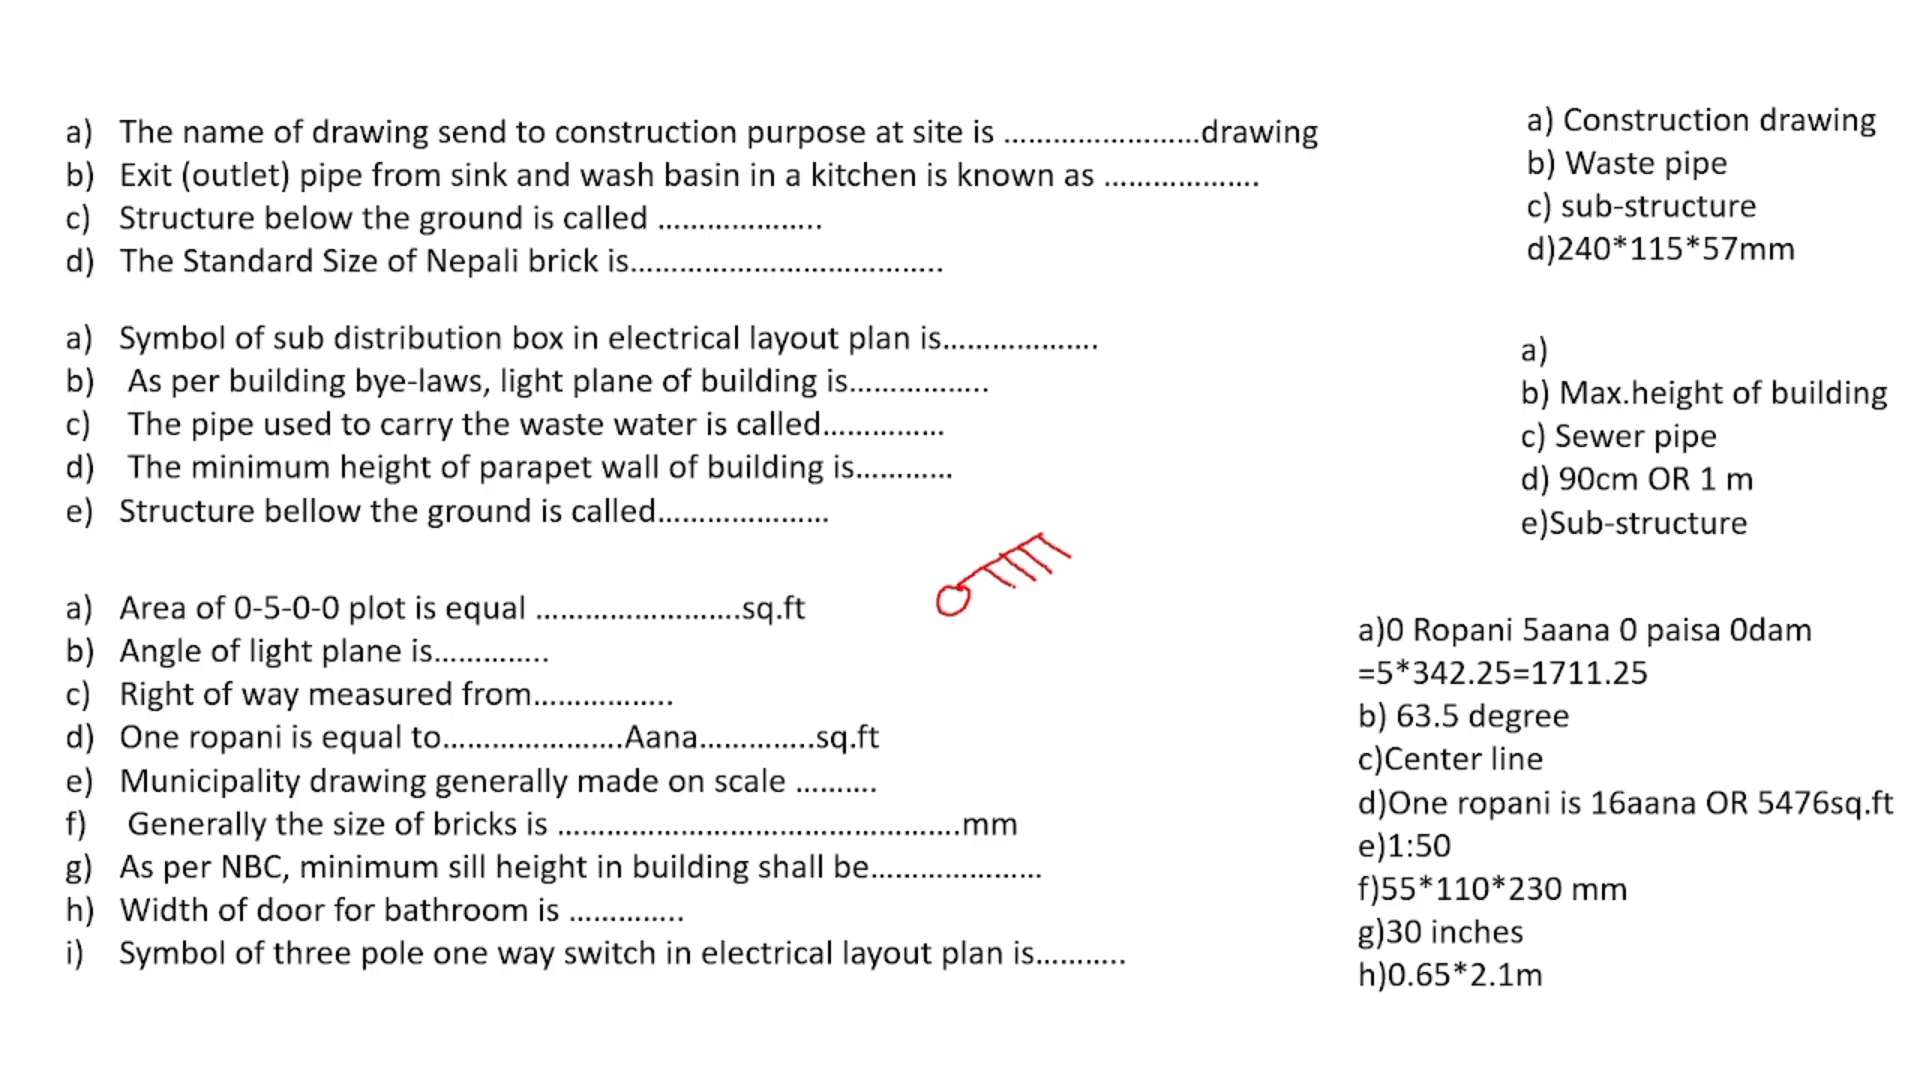 a) The name of drawing send to construction purpose at site is ........................drawing
b) Exit (outlet) pipe from sink and wash basin in a kitchen is known as ...................
c) Structure below the ground is called ....................
d) The Standard Size of Nepali brick is......................................
a) Construction drawing
b) Waste pipe
c) sub-structure
d)240*115*57mm
a) Symbol of sub distribution box in electrical layout plan is...................
b) As per building bye-laws, light plane of building is.................
c) The pipe used to carry the waste water is called...............
d) The minimum height of parapet wall of building is............
e) Structure bellow the ground is called.....................
a)
b) Max.height of building
c) Sewer pipe
d) 90cm OR 1 m
e)Sub-structure
a) Area of 0-5-0-0 plot is equal .........................sq.ft
b) Angle of light plane is..............
c) Right of way measured from.................
d) One ropani is equal to......................Aana..............sq.ft
e) Municipality drawing generally made on scale ..........
f) Generally the size of bricks is .................................................mm
g) As per NBC, minimum sill height in building shall be.....................
h) Width of door for bathroom is ..............
i) Symbol of three pole one way switch in electrical layout plan is...........
a)0 Ropani 5aana 0 paisa 0dam
=5*342.25=1711.25
b) 63.5 degree
c)Center line
d)One ropani is 16aana OR 5476sq.ft
e)1:50
f)55*110*230 mm
g)30 inches
h)0.65*2.1m